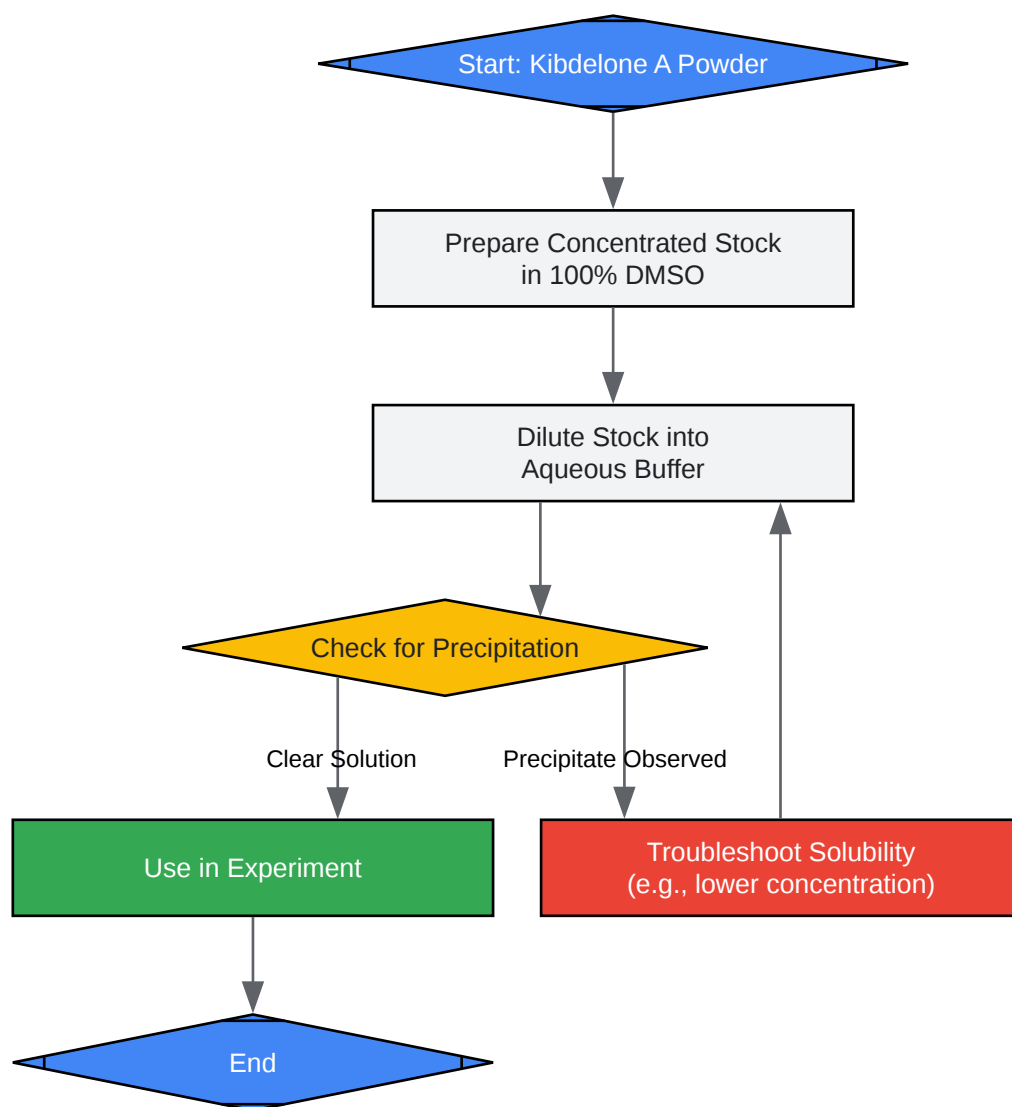 Start: Kibdelone A Powder
Prepare Concentrated Stock
in 100% DMSO
Dilute Stock into
Aqueous Buffer
Check for Precipitation
Clear Solution
Precipitate Observed
Use in Experiment
Troubleshoot Solubility
(e.g., lower concentration)
End